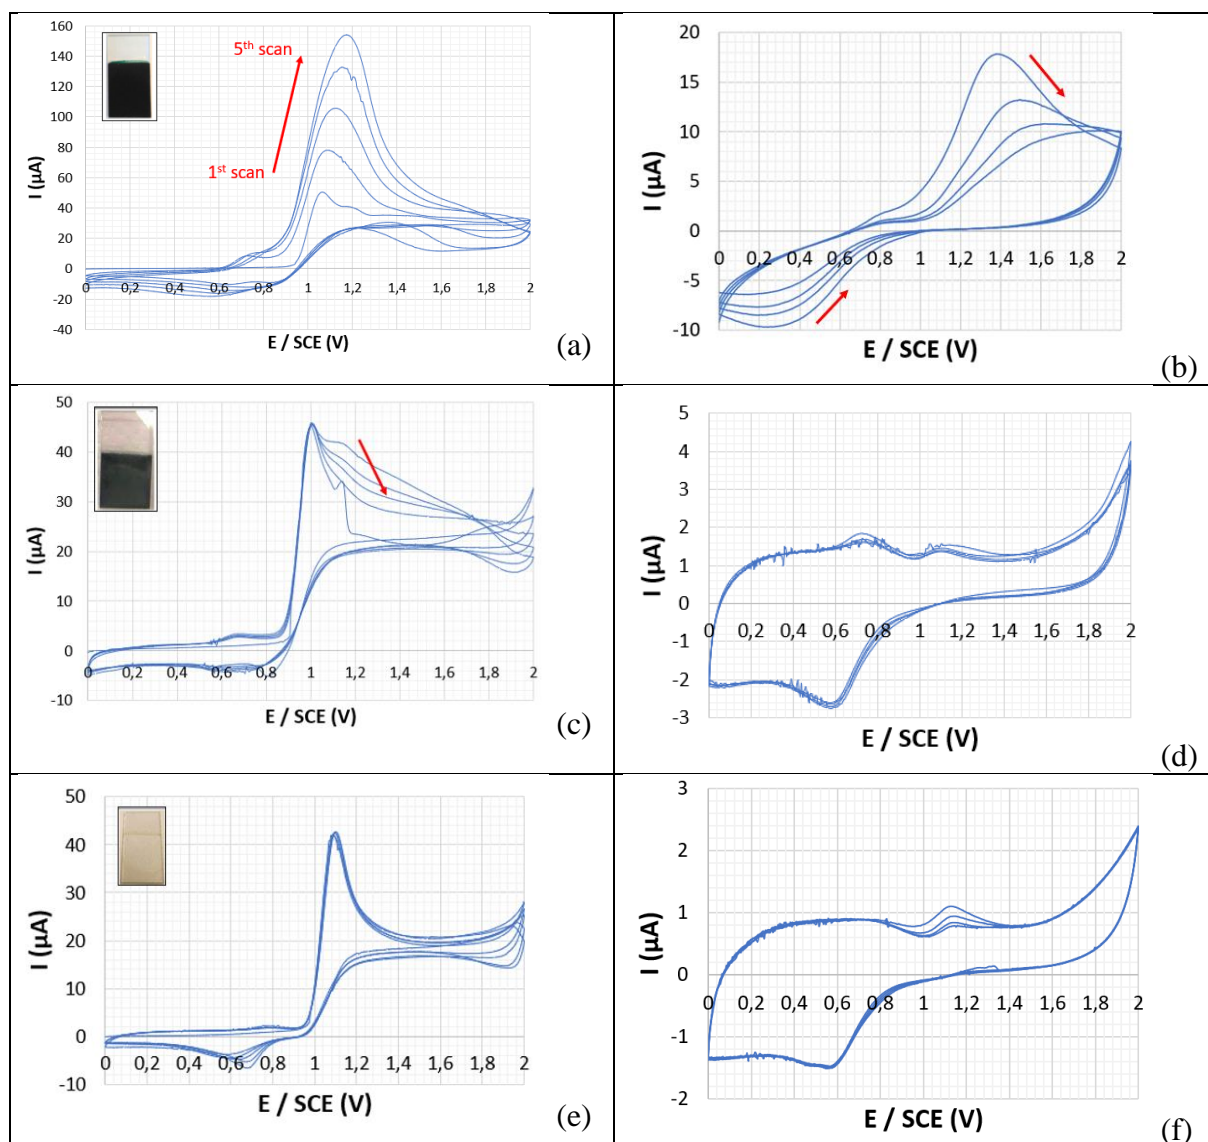 160
140
120
100
80
60
40
20
0
-20
-40
I (µA)
5th scan
1st scan
0 0,2 0,4 0,6 0,8 1 1,2 1,4 1,6 1,8 2
E / SCE (V)
(a)
20
15
10
5
0
-5
-10
I (µA)
0 0,2 0,4 0,6 0,8 1 1,2 1,4 1,6 1,8 2
E / SCE (V)
(b)
50
40
30
20
10
0
-10
I (µA)
0 0,2 0,4 0,6 0,8 1 1,2 1,4 1,6 1,8 2
E / SCE (V)
(c)
5
4
3
2
1
0
-1
-2
-3
I (µA)
0 0,2 0,4 0,6 0,8 1 1,2 1,4 1,6 1,8 2
E / SCE (V)
(d)
50
40
30
20
10
0
-10
I (µA)
0 0,2 0,4 0,6 0,8 1 1,2 1,4 1,6 1,8 2
E / SCE (V)
(e)
3
2
1
0
-1
-2
I (µA)
0 0,2 0,4 0,6 0,8 1 1,2 1,4 1,6 1,8 2
E / SCE (V)
(f)